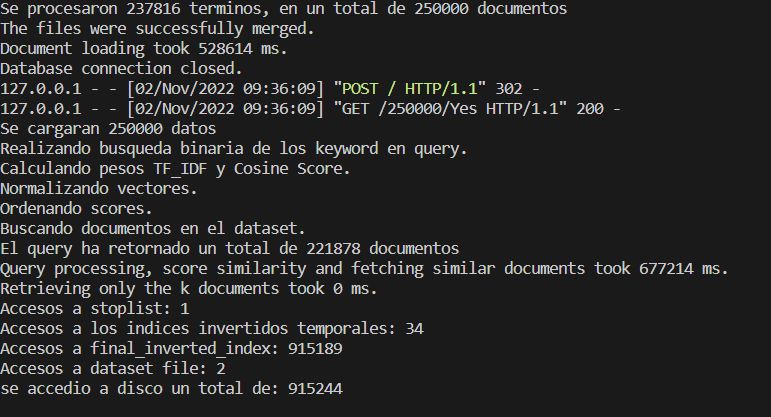 Se procesaron 237816 terminos, en un total de 250000 documentos
The files were successfully merged.
Document loading took 528614 ms.
Database connection closed.
127.0.0.1 - - [02/Nov/2022 09:36:09] "POST / HTTP/1.1" 302 -
127.0.0.1 - - [02/Nov/2022 09:36:09] "GET /250000/Yes HTTP/1.1" 200 -
Se cargaran 250000 datos
Realizando busqueda binaria de los keyword en query.
Calculando pesos TF_IDF y Cosine Score.
Normalizando vectores.
Ordenando scores.
Buscando documentos en el dataset.
El query ha retornado un total de 221878 documentos
Query processing, score similarity and fetching similar documents took 677214 ms.
Retrieving only the k documents took 0 ms.
Accesos a stoplist: 1
Accesos a los indices invertidos temporales: 34
Accesos a final_inverted_index: 915189
Accesos a dataset file: 2
se accedio a disco un total de: 915244